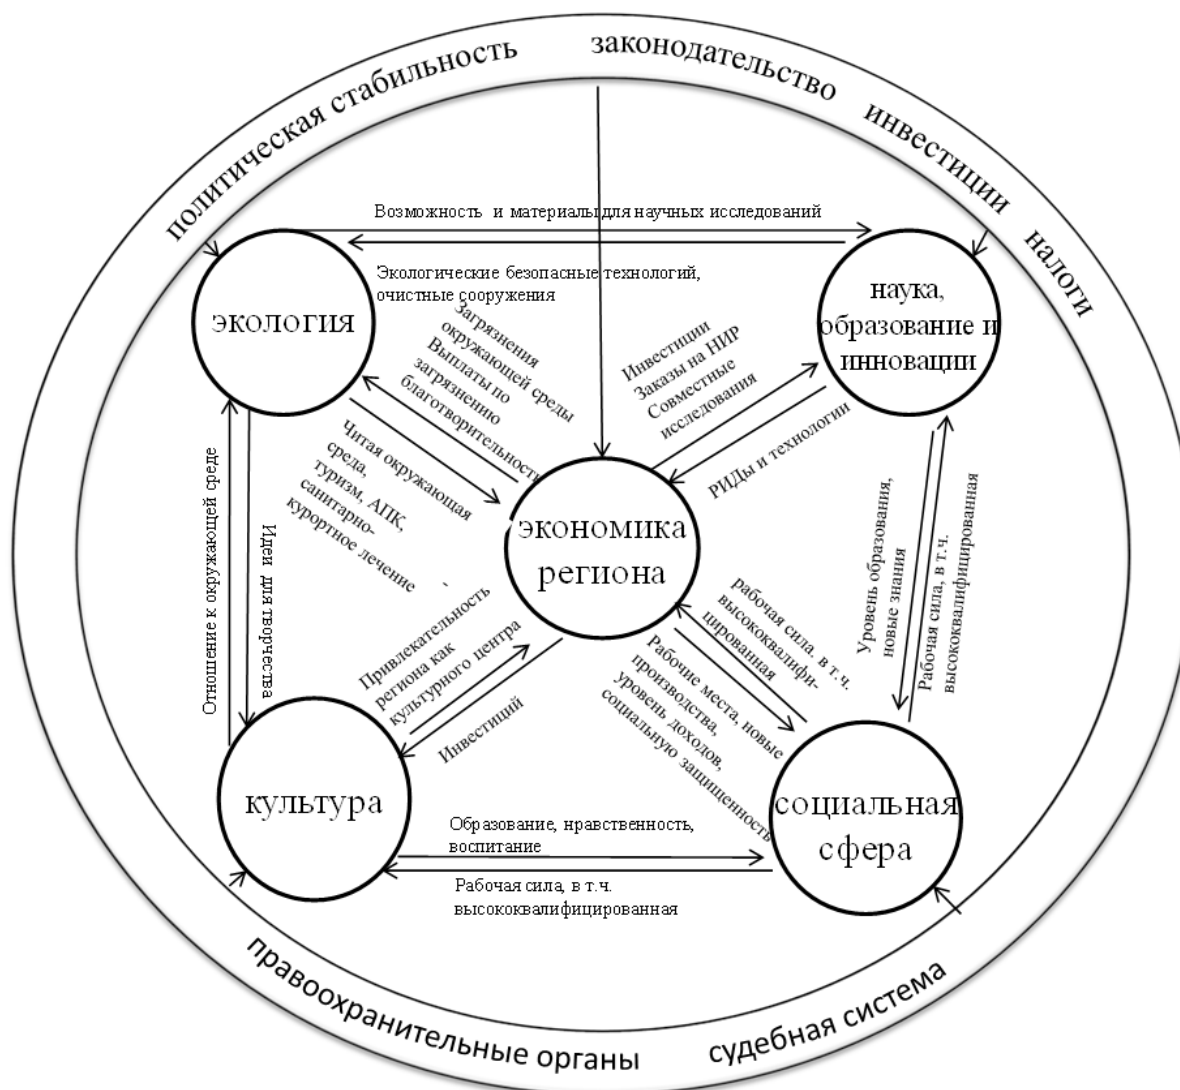 политическая стабильность
законодательство
инвестиции
налоги
Возможность и материалы для научных исследований
Экологические безопасные технологий,
очистные сооружения
экология
наука,
образование и
инновации
Загрязнения
окружающей среды
Выплаты по
загрязнению
благотворительности
Инвестиции
Заказы на НИР
Совместные
исследования
РИДы и технологии
Читая окружающая
среда,
туризм, АПК,
санитарно-
курортное лечение
-
экономика
региона
Отношение к окружающей среде
Идеи для творчества
Уровень образования,
новые знания
Рабочая сила, в т.ч.
высококвалифицированная
Привлекательность
региона как
культурного центра
Инвестиций
рабочая сила. в т.ч.
высококвалифи-
цированная
Рабочие места, новые
производства,
уровень доходов,
социальную защищенность
культура
социальная
сфера
Образование, нравственность,
воспитание
Рабочая сила, в т.ч.
высококвалифицированная
правоохранительные органы
судебная система